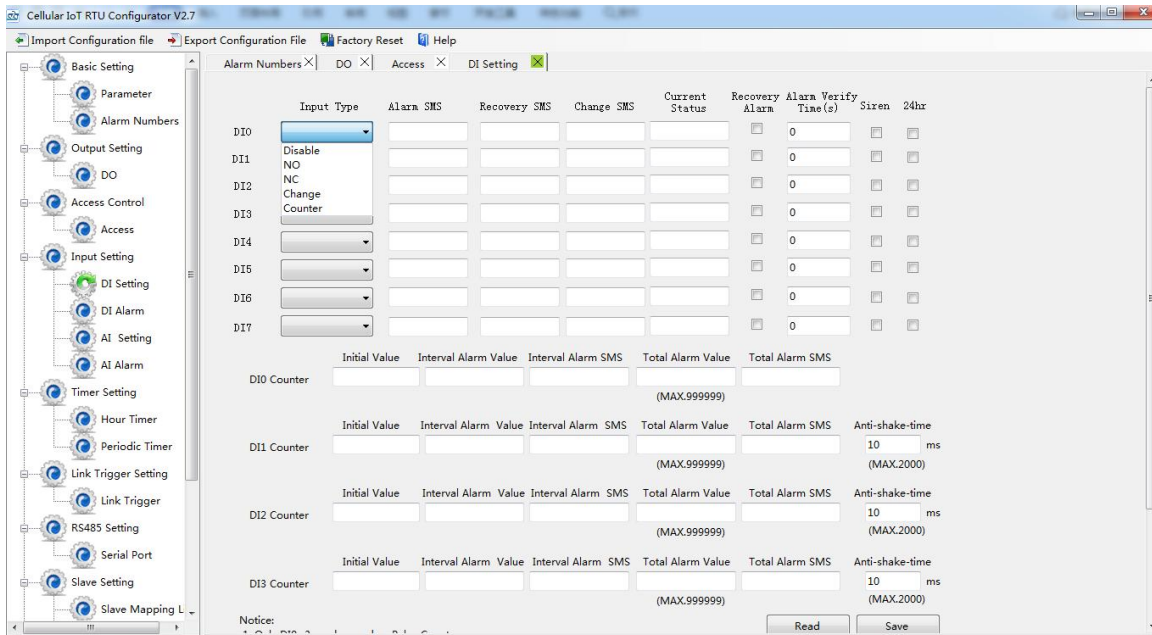 Cellular IoT RTU Configurator V2.7
Import Configuration file Export Configuration File Factory Reset Help
Basic Setting
Parameter
Alarm Numbers
Output Setting
DO
Access Control
Access
Input Setting
DI Setting
DI Alarm
AI Setting
AI Alarm
Timer Setting
Hour Timer
Periodic Timer
Link Trigger Setting
Link Trigger
RS485 Setting
Serial Port
Slave Setting
Slave Mapping L
Alarm Numbers DO Access DI Setting
Input Type Alarm SMS Recovery SMS Change SMS Current Status Recovery Alarm Alarm Verify Time(s) Siren 24hr
DI0 0
Disable
NO
NC
Change
Counter
DI1 0
DI2 0
DI3 0
DI4 0
DI5 0
DI6 0
DI7 0
Initial Value Interval Alarm Value Interval Alarm SMS Total Alarm Value Total Alarm SMS
DI0 Counter
(MAX.999999)
Initial Value Interval Alarm Value Interval Alarm SMS Total Alarm Value Total Alarm SMS Anti-shake-time
DI1 Counter 10 ms
(MAX.999999) (MAX.2000)
Initial Value Interval Alarm Value Interval Alarm SMS Total Alarm Value Total Alarm SMS Anti-shake-time
DI2 Counter 10 ms
(MAX.999999) (MAX.2000)
Initial Value Interval Alarm Value Interval Alarm SMS Total Alarm Value Total Alarm SMS Anti-shake-time
DI3 Counter 10 ms
(MAX.999999) (MAX.2000)
Notice:
Read Save